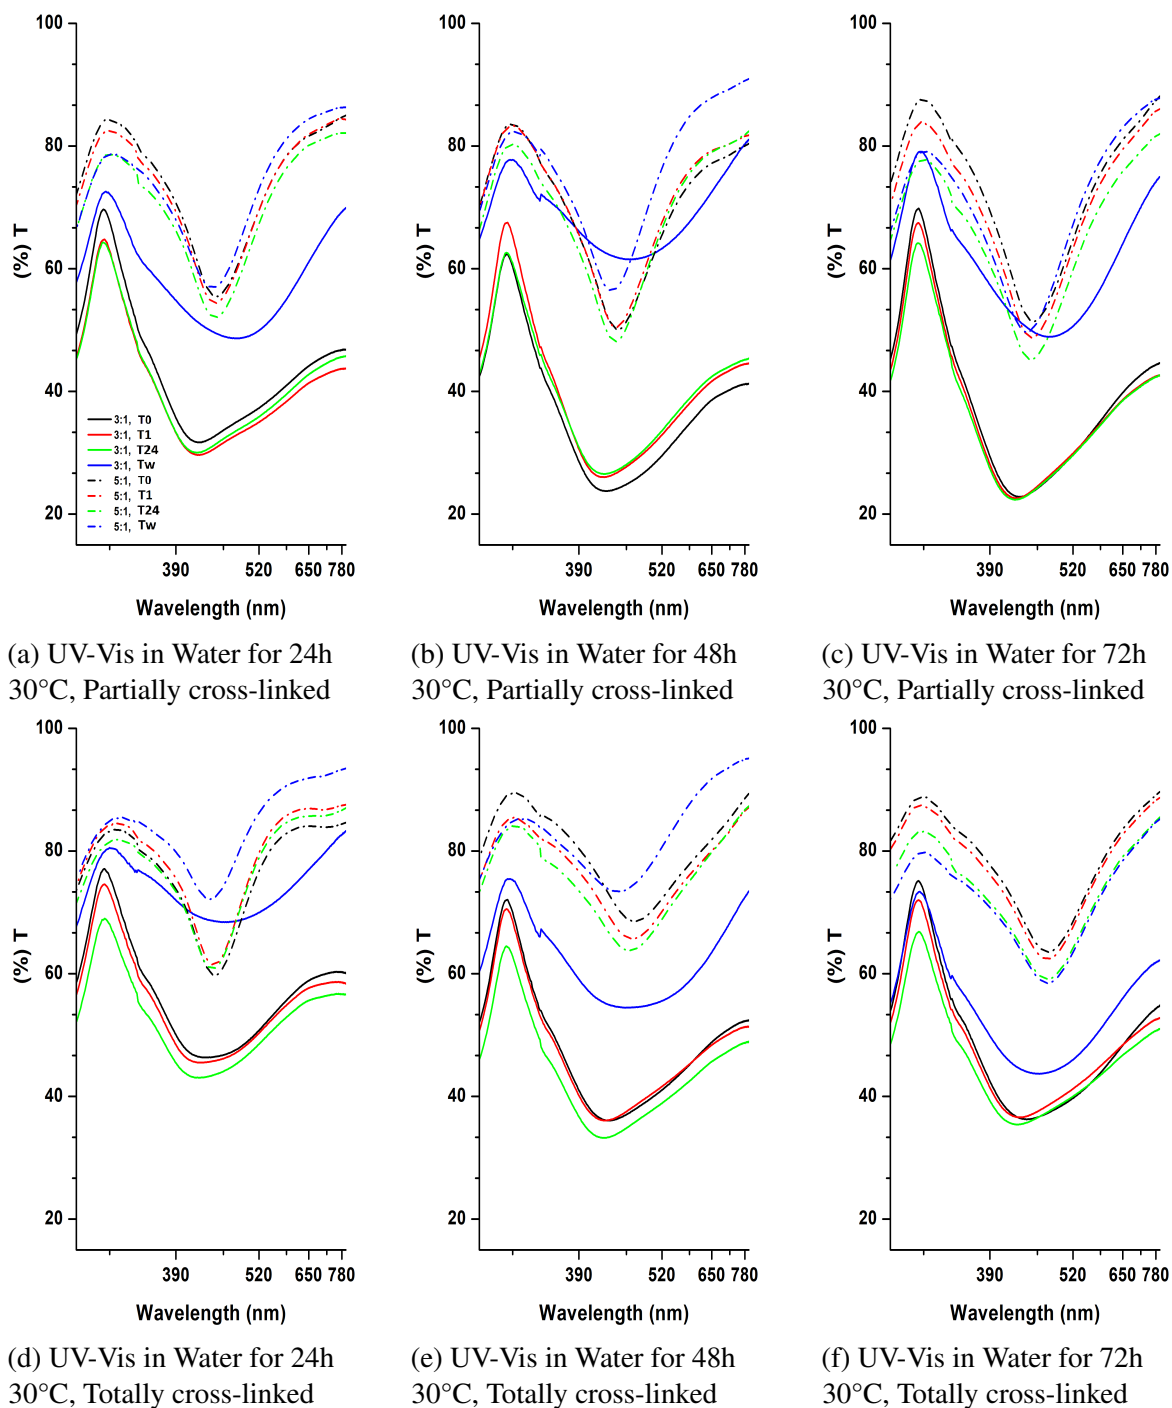 100
80
60
40
20
(%) T
3:1, T0
3:1, T1
3:1, T24
3:1, Tw
5:1, T0
5:1, T1
5:1, T24
5:1, Tw
390 520 650 780
Wavelength (nm)
(a) UV-Vis in Water for 24h
30°C, Partially cross-linked
100
80
60
40
20
(%) T
390 520 650 780
Wavelength (nm)
(b) UV-Vis in Water for 48h
30°C, Partially cross-linked
100
80
60
40
20
(%) T
390 520 650 780
Wavelength (nm)
(c) UV-Vis in Water for 72h
30°C, Partially cross-linked
100
80
60
40
20
(%) T
390 520 650 780
Wavelength (nm)
(d) UV-Vis in Water for 24h
30°C, Totally cross-linked
100
80
60
40
20
(%) T
390 520 650 780
Wavelength (nm)
(e) UV-Vis in Water for 48h
30°C, Totally cross-linked
100
80
60
40
20
(%) T
390 520 650 780
Wavelength (nm)
(f) UV-Vis in Water for 72h
30°C, Totally cross-linked